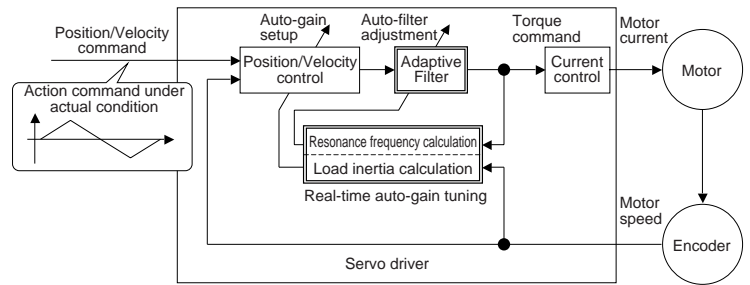 Position/Velocity
command
Auto-gain
setup
Auto-filter
adjustment
Torque
command
Motor
current
Position/Velocity
control
Adaptive
Filter
Current
control
Motor
Action command under
actual condition
Resonance frequency calculation
Load inertia calculation
Real-time auto-gain tuning
Motor
speed
Encoder
Servo driver